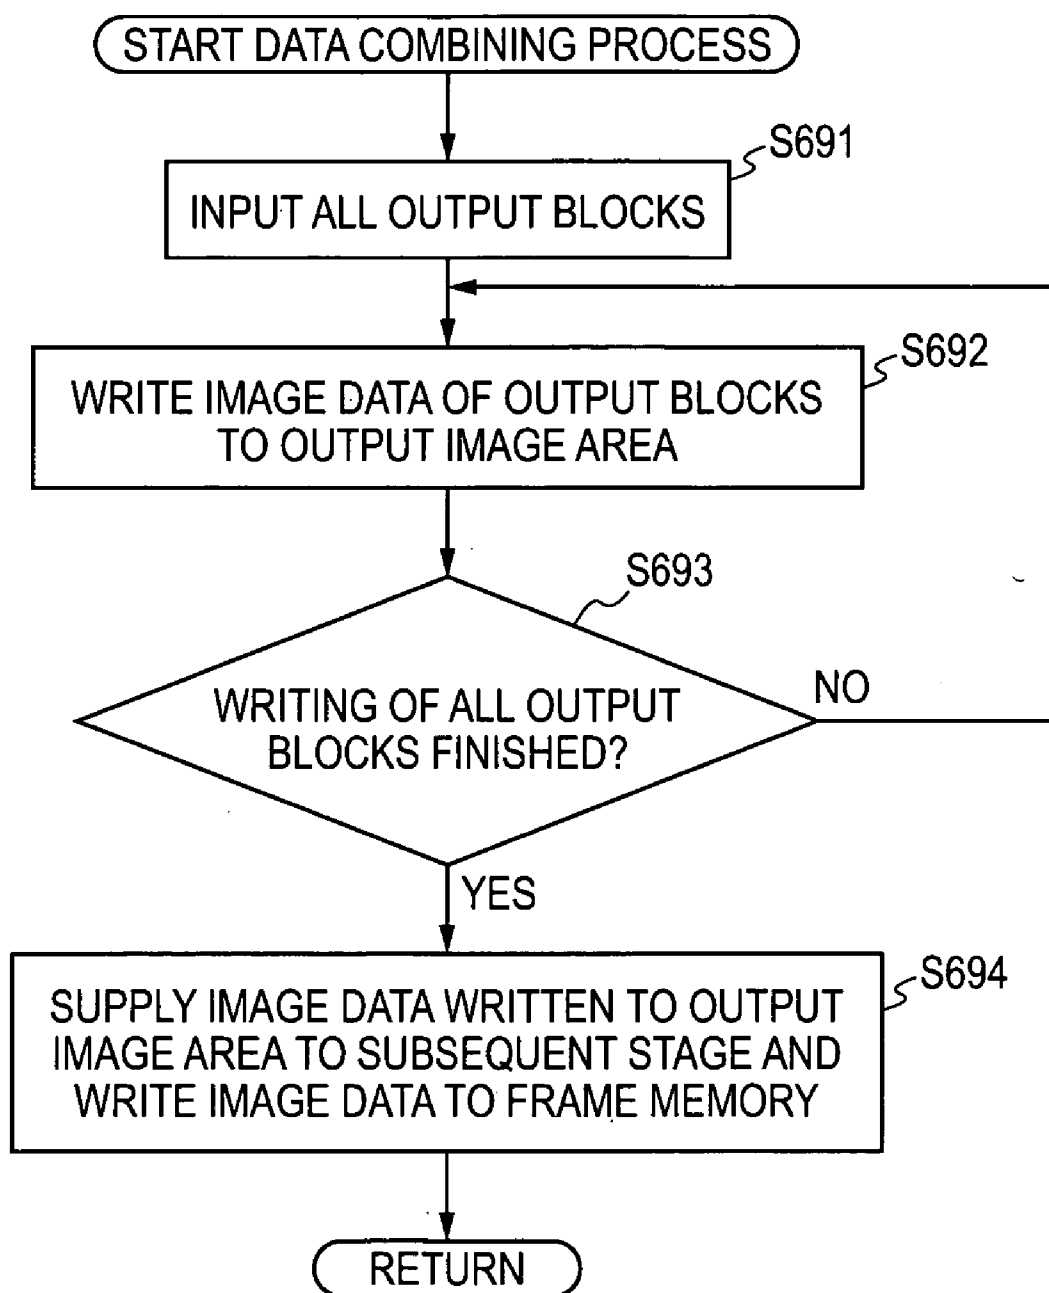 START DATA COMBINING PROCESS
S691
INPUT ALL OUTPUT BLOCKS
S692
WRITE IMAGE DATA OF OUTPUT BLOCKS
TO OUTPUT IMAGE AREA
S693
WRITING OF ALL OUTPUT
BLOCKS FINISHED?
NO
YES
S694
SUPPLY IMAGE DATA WRITTEN TO OUTPUT
IMAGE AREA TO SUBSEQUENT STAGE AND
WRITE IMAGE DATA TO FRAME MEMORY
RETURN